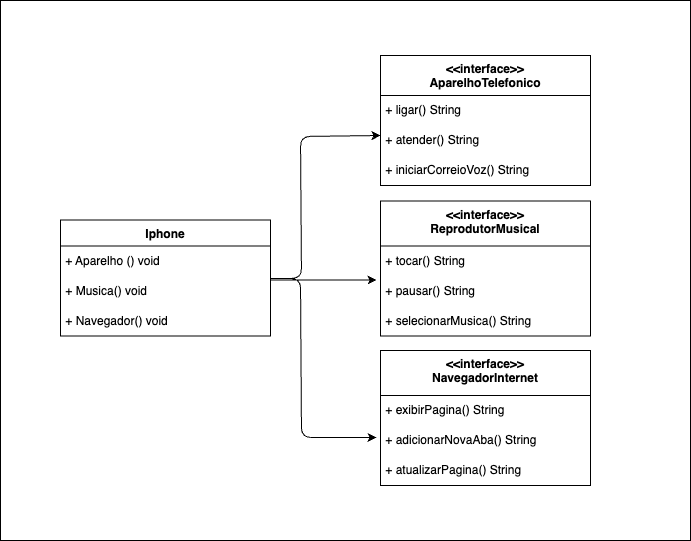 <<interface>>
AparelhoTelefonico
+ ligar() String
+ atender() String
+ iniciarCorreioVoz() String
Iphone
+ Aparelho () void
+ Musica() void
+ Navegador() void
<<interface>>
ReprodutorMusical
+ tocar() String
+ pausar() String
+ selecionarMusica() String
<<interface>>
NavegadorInternet
+ exibirPagina() String
+ adicionarNovaAba() String
+ atualizarPagina() String